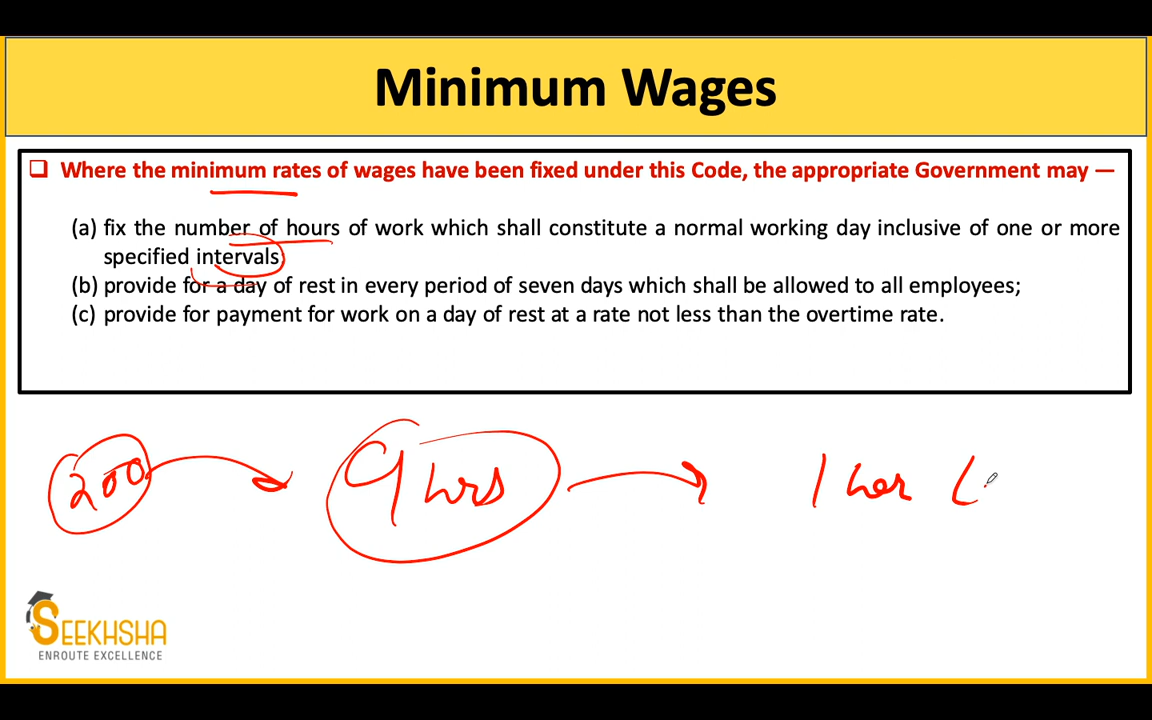 Minimum Wages
❑ Where the minimum rates of wages have been fixed under this Code, the appropriate Government may —
(a) fix the number of hours of work which shall constitute a normal working day inclusive of one or more
specified intervals;
(b) provide for a day of rest in every period of seven days which shall be allowed to all employees;
(c) provide for payment for work on a day of rest at a rate not less than the overtime rate.
200 9 hrs 1 hor (
SEEKHSHA
ENROUTE EXCELLENCE